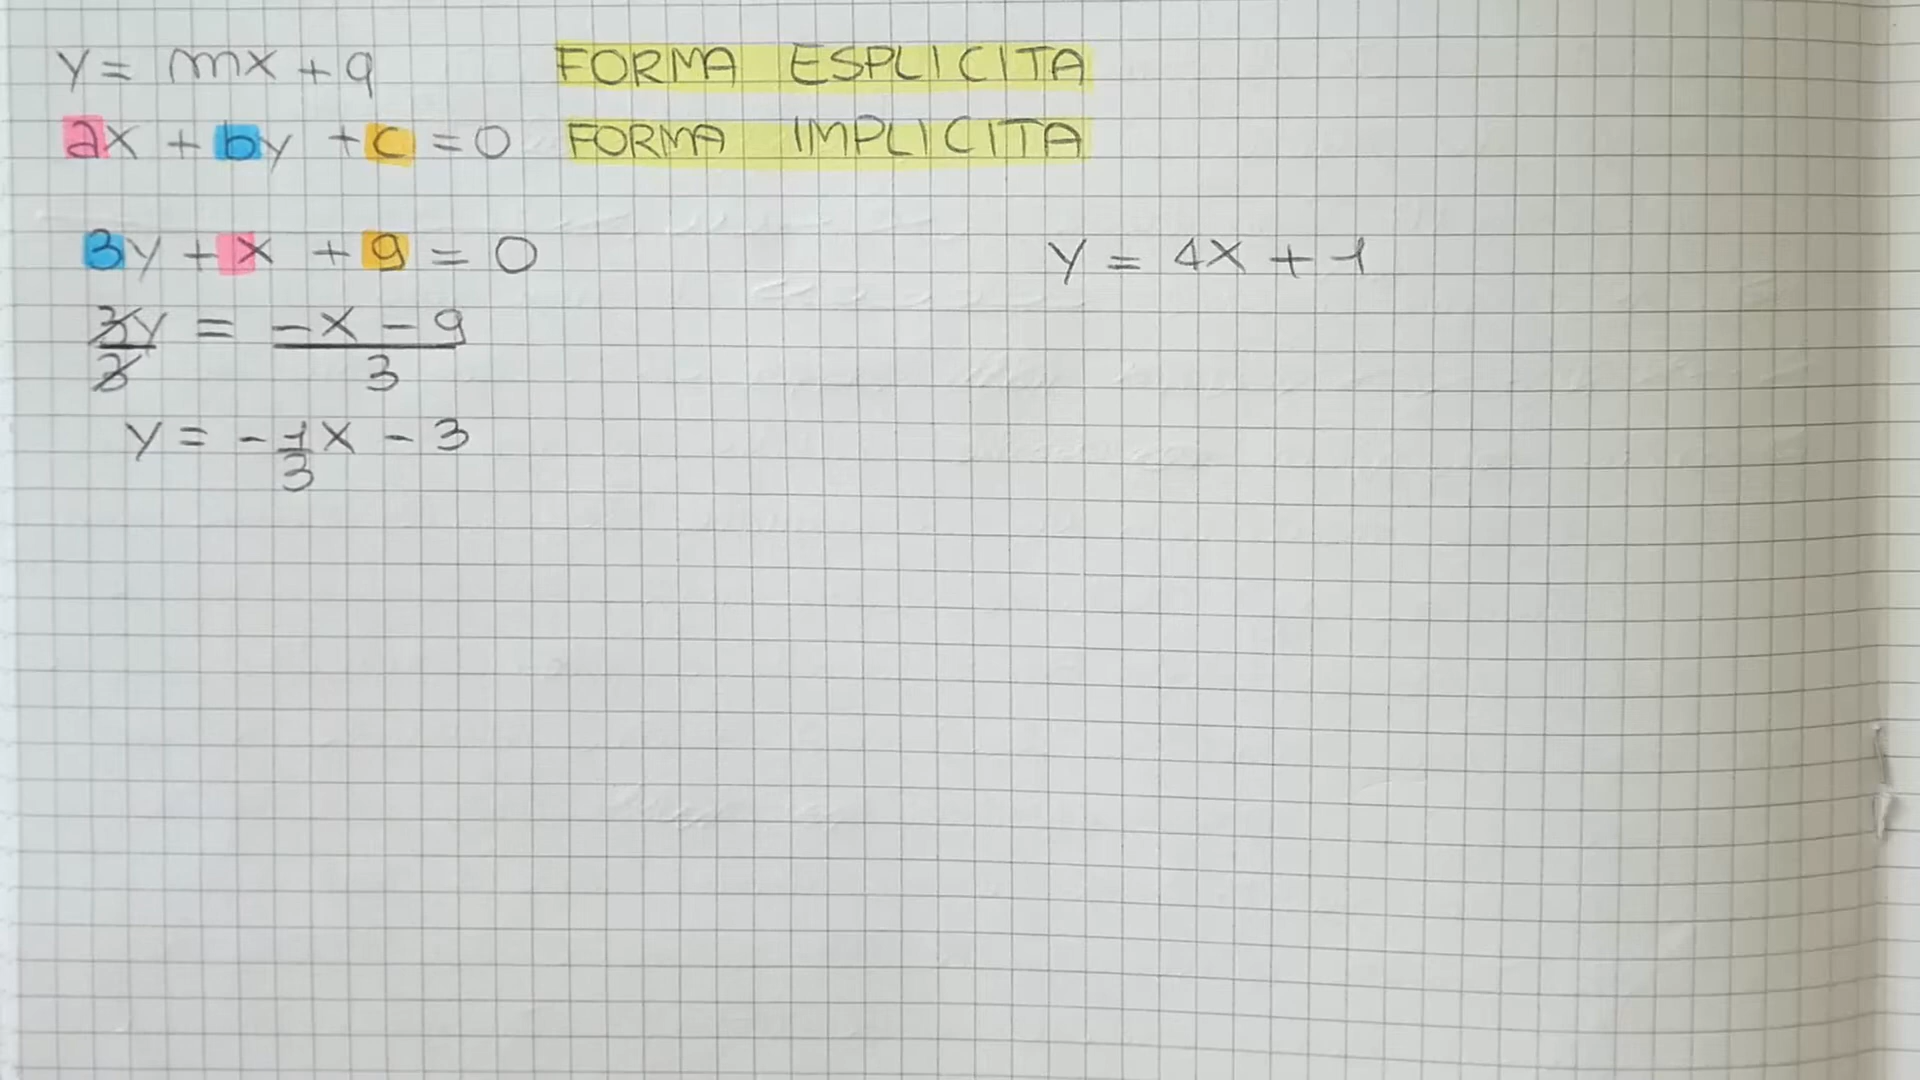 y = mx + q FORMA ESPLICITA
ax + by + c = 0 FORMA IMPLICITA
3y + x + 9 = 0
3y/3 = (-x - 9)/3
y = -1/3 x - 3
y = 4x + 1